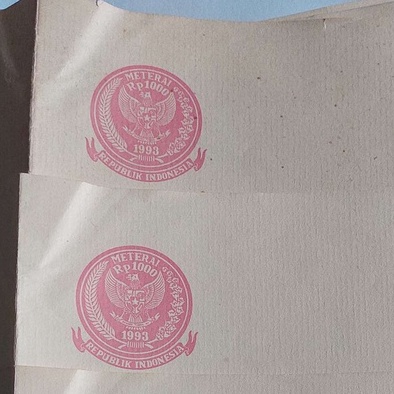 METERAI
Rp1000
1993
REPUBLIK INDONESIA
METERAI
Rp1000
1993
REPUBLIK INDONESIA